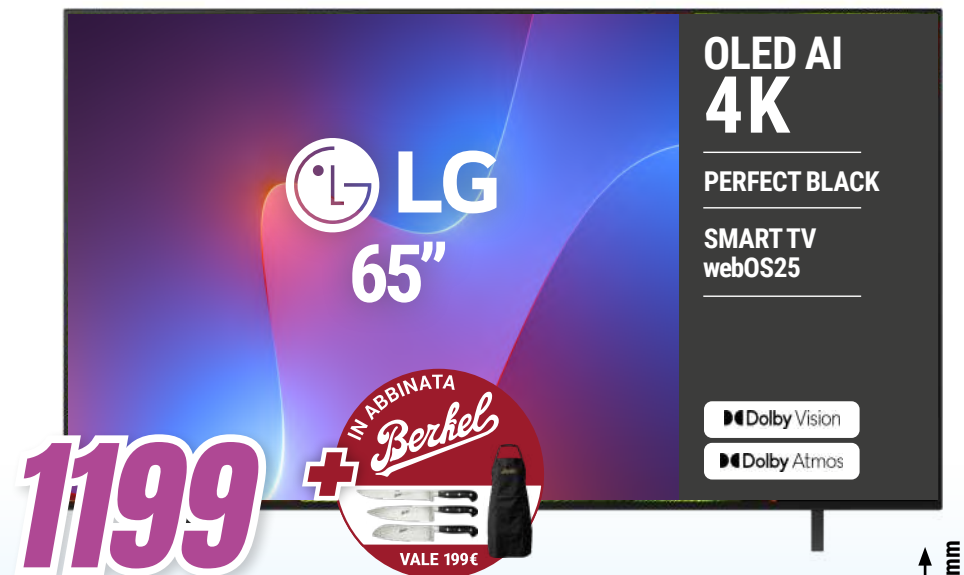 OLED AI
4K
PERFECT BLACK
SMART TV
webOS25
LG
65”
IN ABBINATA
Berkel
VALE 199€
1199
+
Dolby Vision
Dolby Atmos
mm